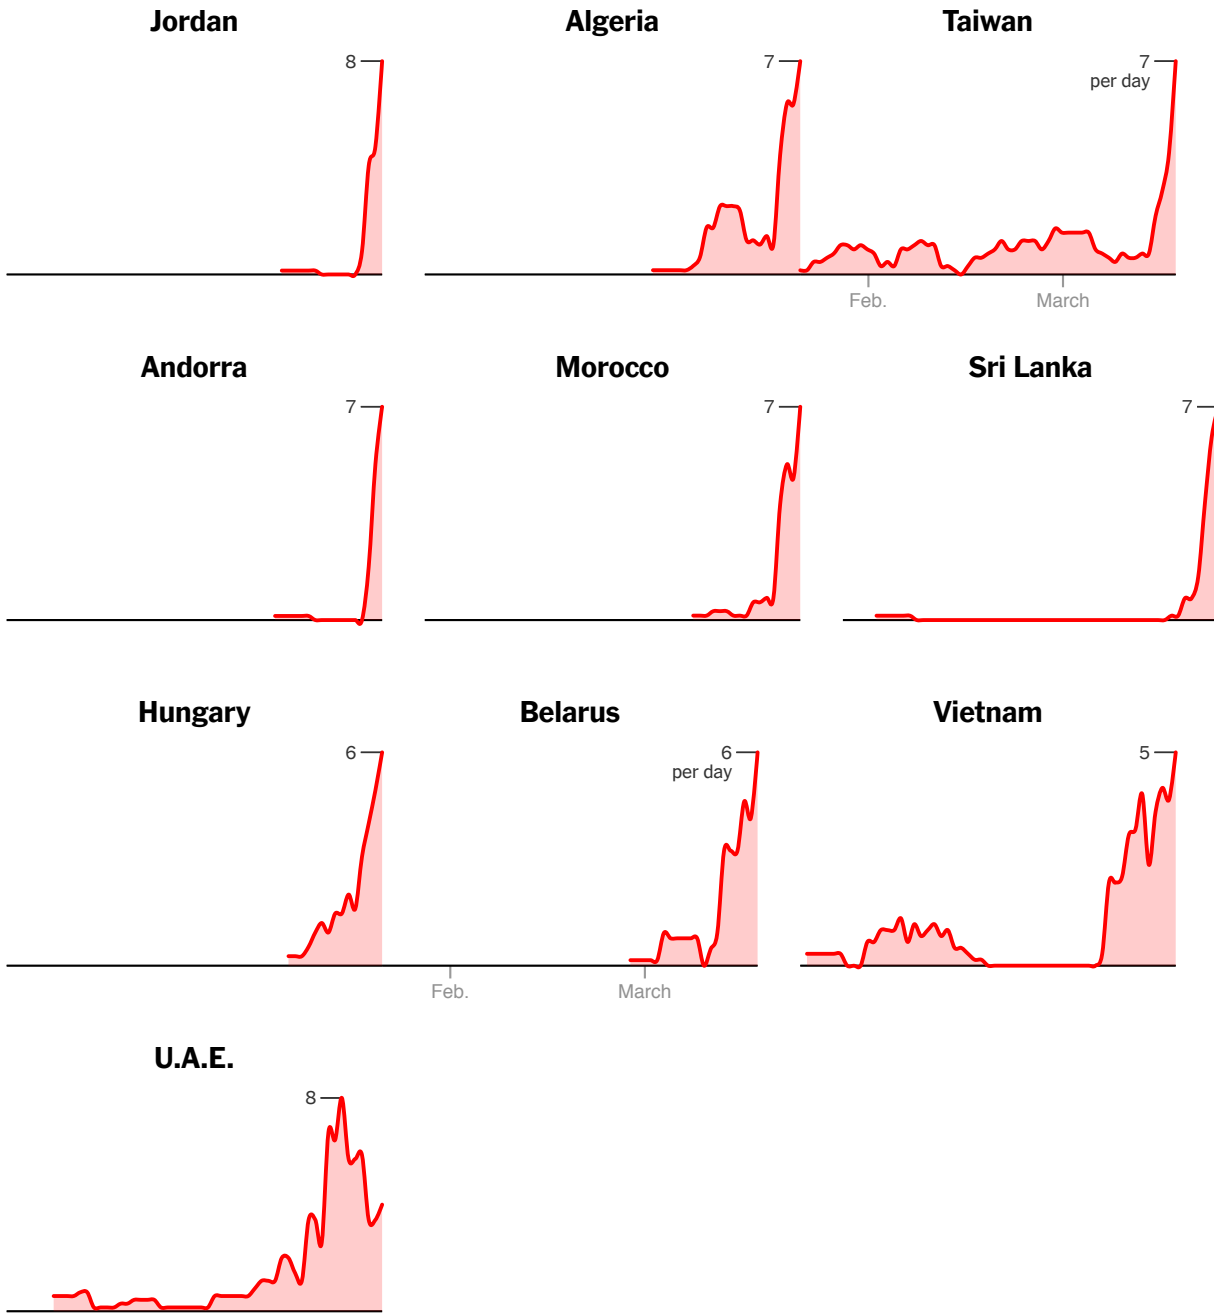 Jordan
Algeria
Taiwan
8
7
7
per day
Feb.
March
Andorra
Morocco
Sri Lanka
7
7
7
Hungary
Belarus
Vietnam
6
6
per day
5
Feb.
March
U.A.E.
8